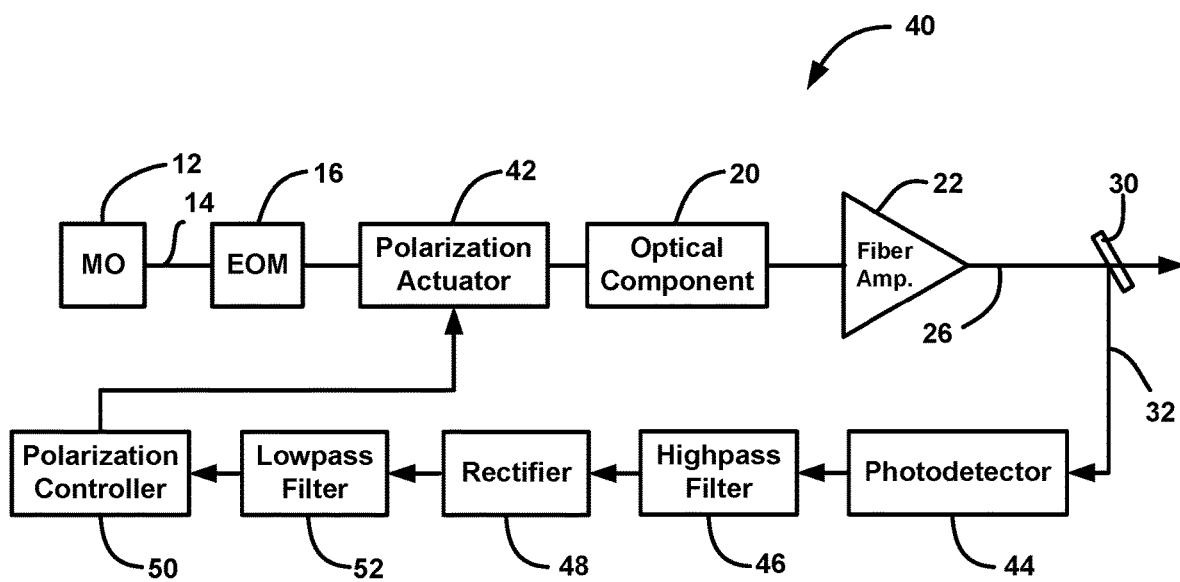 40
12
14
16
42
20
22
30
MO
EOM
Polarization
Actuator
Optical
Component
Fiber
Amp.
26
32
Polarization
Controller
Lowpass
Filter
Rectifier
Highpass
Filter
Photodetector
50
52
48
46
44